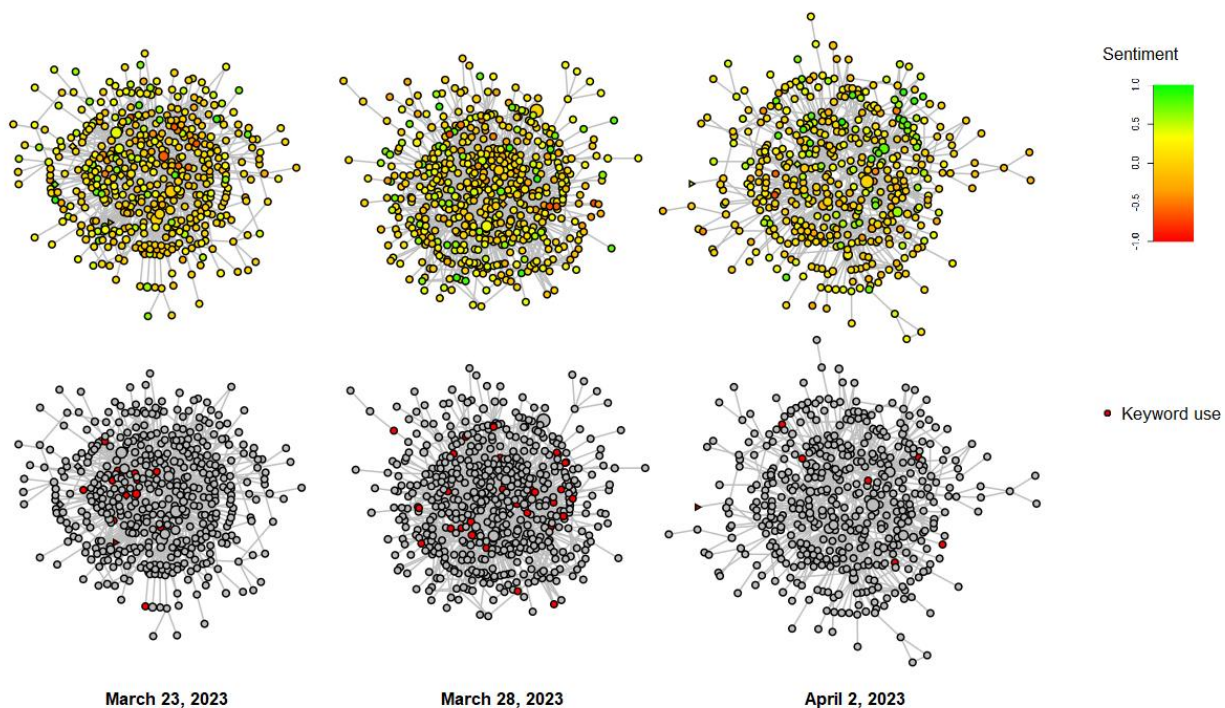 Sentiment
1.0
0.5
0.0
-0.5
-1.0
Keyword use
March 23, 2023
March 28, 2023
April 2, 2023